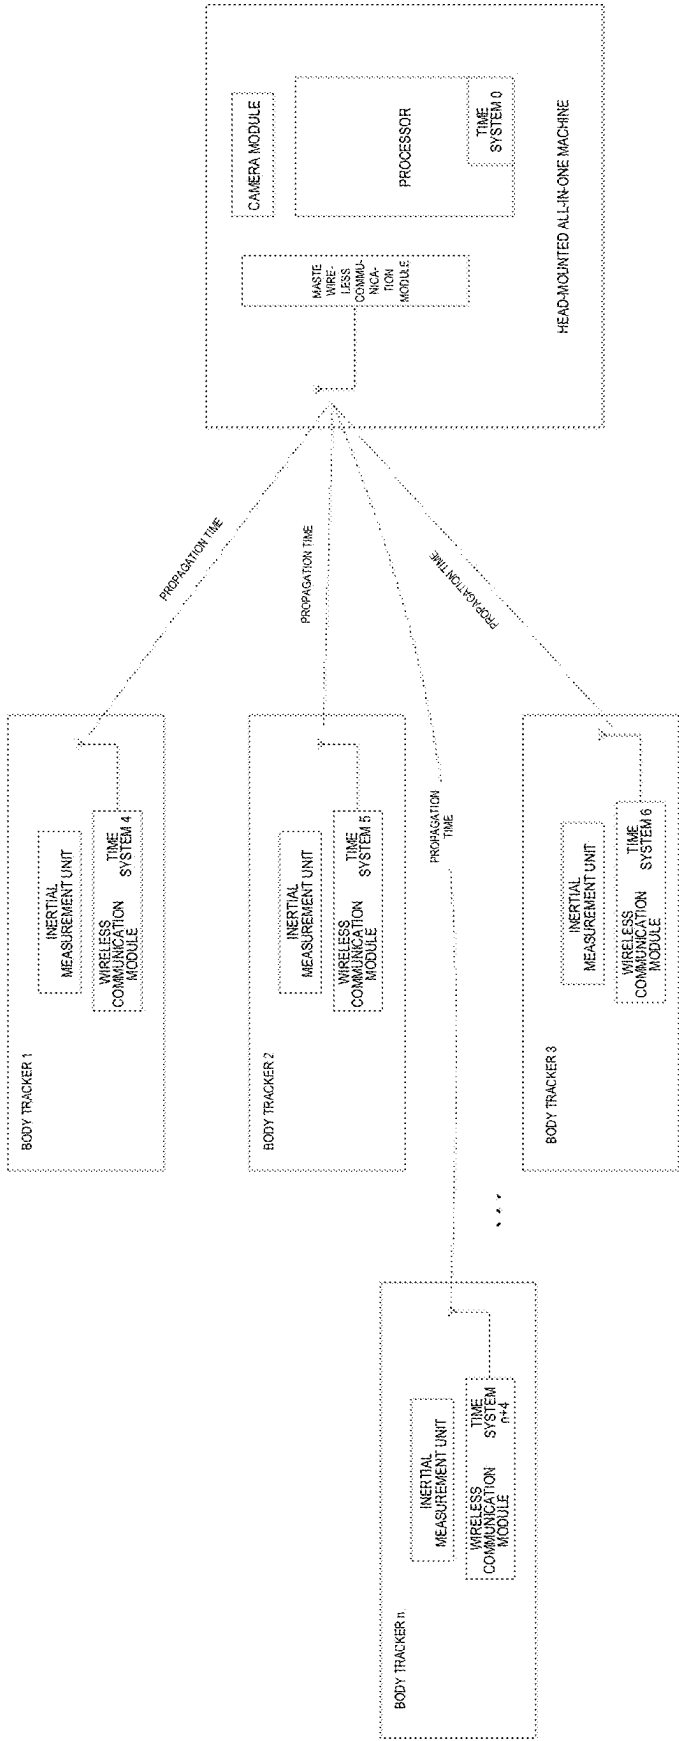 BODY TRACKER 1
INERTIAL
MEASUREMENT UNIT
WIRELESS
COMMUNICATION
MODULE
TIME
SYSTEM 4
BODY TRACKER 2
INERTIAL
MEASUREMENT UNIT
WIRELESS
COMMUNICATION
MODULE
TIME
SYSTEM 5
BODY TRACKER 3
INERTIAL
MEASUREMENT UNIT
WIRELESS
COMMUNICATION
MODULE
TIME
SYSTEM 6
...
BODY TRACKER n
INERTIAL
MEASUREMENT UNIT
WIRELESS
COMMUNICATION
MODULE
TIME
SYSTEM
n+4
PROPAGATION TIME
PROPAGATION TIME
PROPAGATION
TIME
PROPAGATION TIME
CAMERA MODULE
PROCESSOR
TIME
SYSTEM 0
MASTE
WIRE-
LESS
COMMU-
NICA-
TION
MODULE
HEAD-MOUNTED ALL-IN-ONE MACHINE